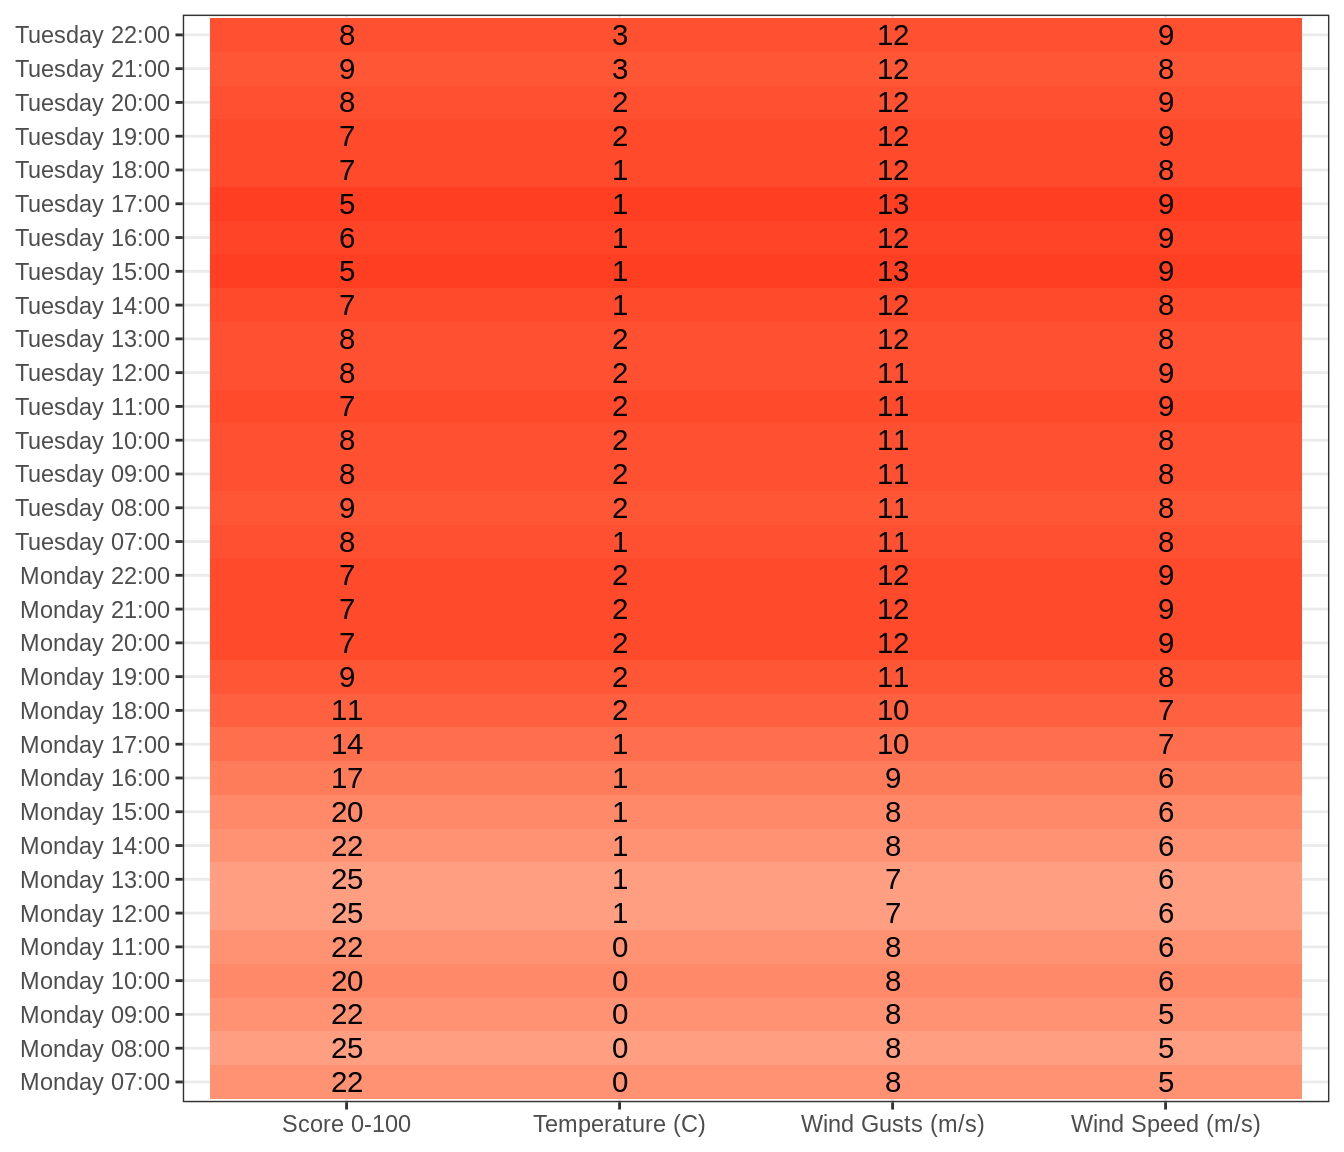 Tuesday 22:00 8 3 12 9
Tuesday 21:00 9 3 12 8
Tuesday 20:00 8 2 12 9
Tuesday 19:00 7 2 12 9
Tuesday 18:00 7 1 12 8
Tuesday 17:00 5 1 13 9
Tuesday 16:00 6 1 12 9
Tuesday 15:00 5 1 13 9
Tuesday 14:00 7 1 12 8
Tuesday 13:00 8 2 12 8
Tuesday 12:00 8 2 11 9
Tuesday 11:00 7 2 11 9
Tuesday 10:00 8 2 11 8
Tuesday 09:00 8 2 11 8
Tuesday 08:00 9 2 11 8
Tuesday 07:00 8 1 11 8
Monday 22:00 7 2 12 9
Monday 21:00 7 2 12 9
Monday 20:00 7 2 12 9
Monday 19:00 9 2 11 8
Monday 18:00 11 2 10 7
Monday 17:00 14 1 10 7
Monday 16:00 17 1 9 6
Monday 15:00 20 1 8 6
Monday 14:00 22 1 8 6
Monday 13:00 25 1 7 6
Monday 12:00 25 1 7 6
Monday 11:00 22 0 8 6
Monday 10:00 20 0 8 6
Monday 09:00 22 0 8 5
Monday 08:00 25 0 8 5
Monday 07:00 22 0 8 5
Score 0-100 Temperature (C) Wind Gusts (m/s) Wind Speed (m/s)